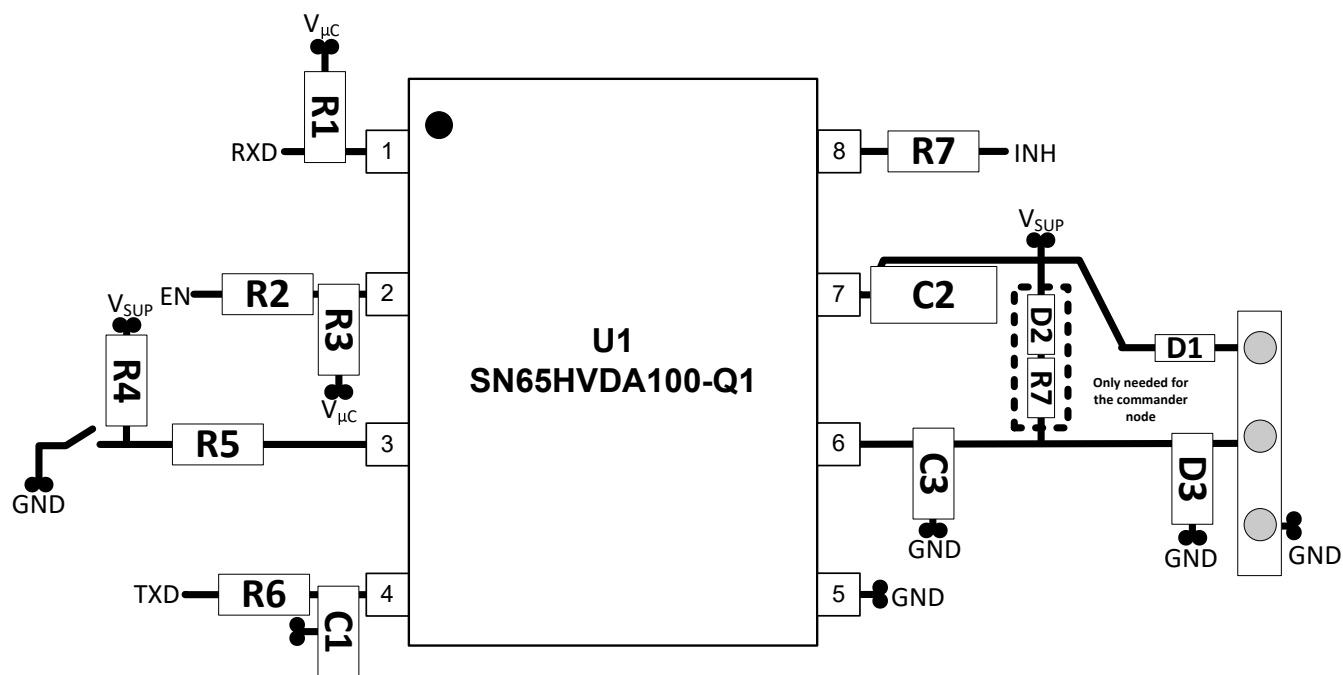 VµC
R1
RXD
1
8
R7
INH
VSUP
EN
R2
2
R3
VµC
7
C2
D2
R7
D1
VSUP
R4
U1
SN65HVDA100-Q1
Only needed for
the commander
node
R5
3
6
C3
D3
GND
GND
GND
GND
TXD
R6
4
C1
5
GND